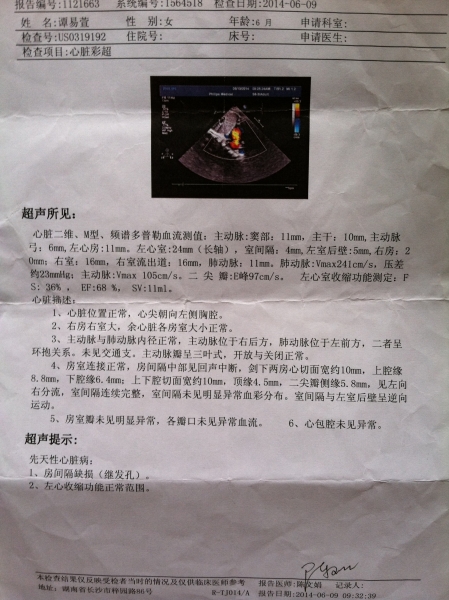 报告编号:1121663 系统编号:1564518 检查日期:2014-06-09
姓 名:谭易萱 性 别:女 年龄:6 月 申请科室:
检查号:US0319192 住院号: 床号: 申请医生:
检查项目:心脏彩超
超声所见:
心脏二维、M型、频谱多普勒血流测值: 主动脉:窦部: 11mm, 主干: 10mm,主动脉
弓: 6mm,左心房:11mm。左心室:24mm (长轴) , 室间隔: 4mm,左室后壁:5mm,右房: 2
0mm; 右室: 16mm, 右室流出道: 16mm, 肺动脉: 11mm。肺动脉:Vmax241cm/s, 压差
约23mmHg; 主动脉:Vmax 105cm/s。二 尖 瓣:E峰97cm/s。 左心室收缩功能测定: F
S: 36% , EF:68 %, SV:11ml。
心脏描述:
1、心脏位置正常, 心尖朝向左侧胸腔。
2、右房右室大, 余心脏各房室大小正常。
3、主动脉与肺动脉内径正常, 主动脉位于右后方, 肺动脉位于左前方, 二者呈
环抱关系。未见交通支。主动脉瓣呈三叶式, 开放与关闭正常。
4、房室连接正常, 房间隔中部见回声中断, 剑下两房心切面宽约10mm, 上腔缘
8.8mm, 下腔缘6.4mm; 上下腔切面宽约10mm, 顶缘4.5mm, 二尖瓣侧缘5.8mm, 见左向
右分流, 室间隔连续完整, 室间隔未见明显异常血彩分布。室间隔与左室后壁呈逆向
运动。
5、房室瓣未见明显异常, 各瓣口未见异常血流。 6、心包腔未见异常。
超声提示:
先天性心脏病:
1、房间隔缺损 (继发孔) 。
2、左心收缩功能正常范围。
本检查结果仅反映受检者当时的情况及仅供临床医师参考 报告医师:陈文娟 记录人:
地址: 湖南省长沙市梓园路86号 R-TJ014/A 报告日期:2014-06-09 09:32:39